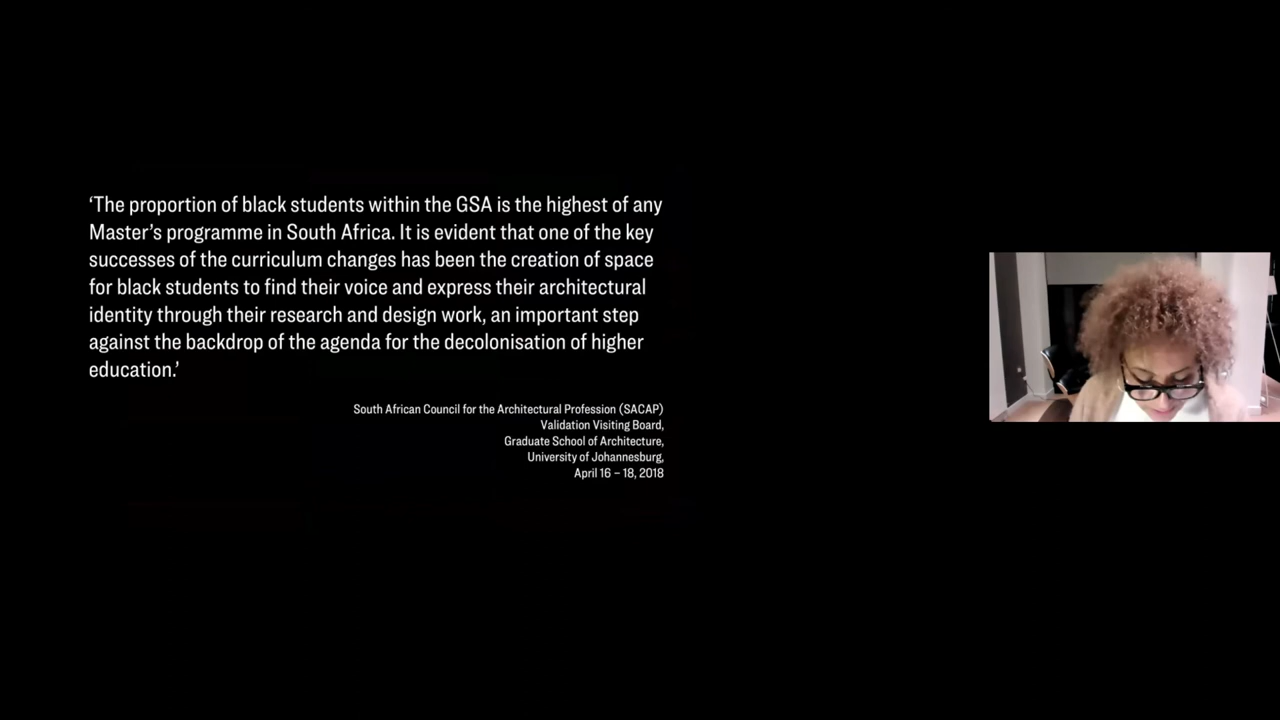 ‘The proportion of black students within the GSA is the highest of any
Master’s programme in South Africa. It is evident that one of the key
successes of the curriculum changes has been the creation of space
for black students to find their voice and express their architectural
identity through their research and design work, an important step
against the backdrop of the agenda for the decolonisation of higher
education.’
South African Council for the Architectural Profession (SACAP)
Validation Visiting Board,
Graduate School of Architecture,
University of Johannesburg,
April 16 – 18, 2018